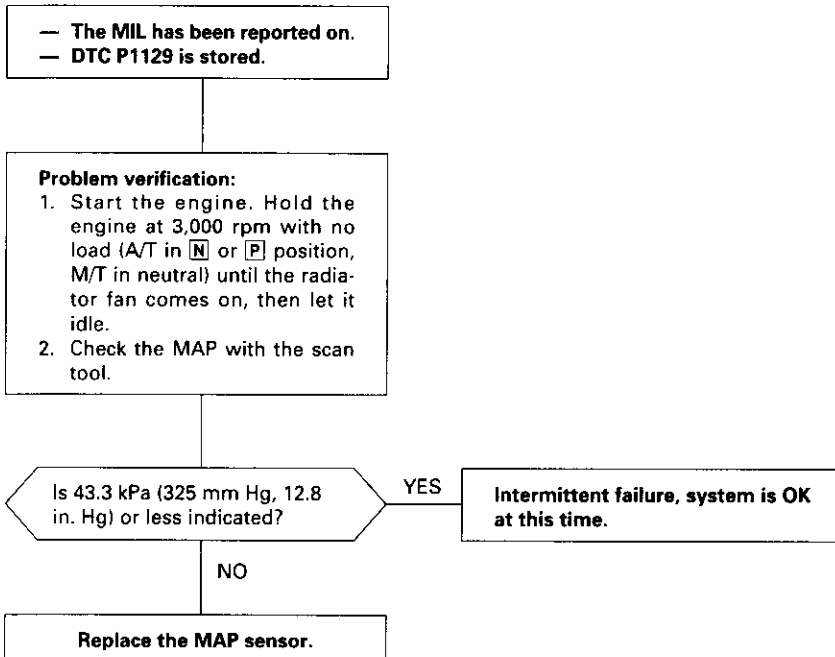 — The MIL has been reported on.
— DTC P1129 is stored.
Problem verification:
1. Start the engine. Hold the
engine at 3,000 rpm with no
load (A/T in N or P position,
M/T in neutral) until the radia-
tor fan comes on, then let it
idle.
2. Check the MAP with the scan
tool.
Is 43.3 kPa (325 mm Hg, 12.8
in. Hg) or less indicated?
YES
Intermittent failure, system is OK
at this time.
NO
Replace the MAP sensor.